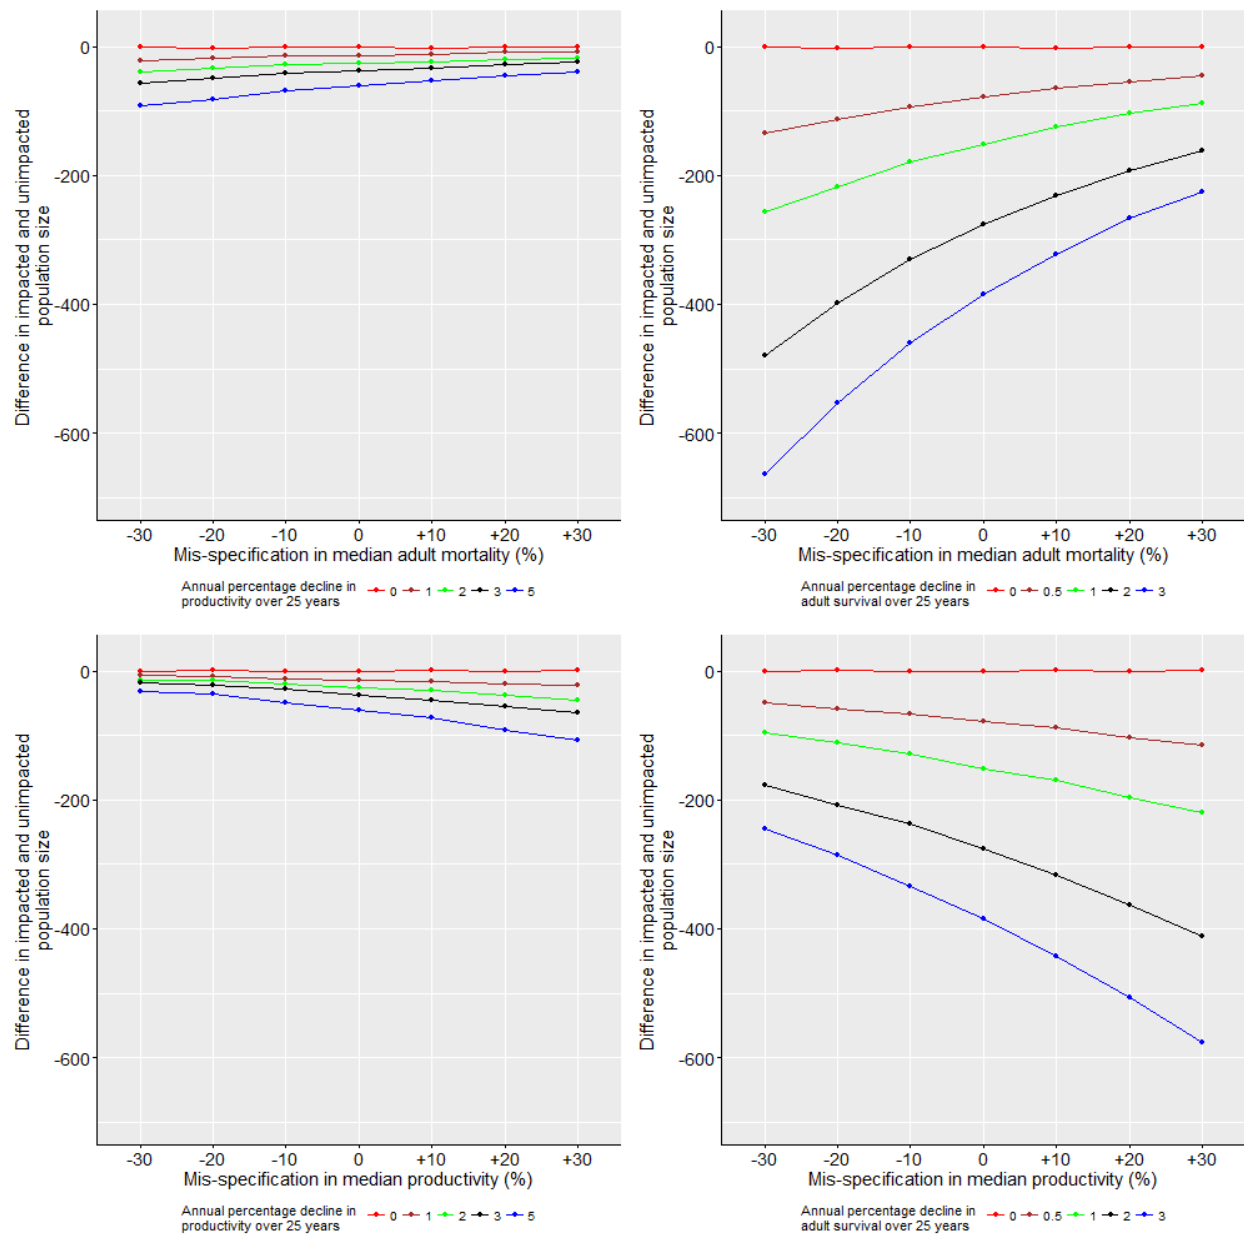 Difference in impacted and unimpacted
population size
0
-200
-400
-600
-30 -20 -10 0 +10 +20 +30
Mis-specification in median adult mortality (%)
Annual percentage decline in
productivity over 25 years
0 1 2 3 5
Difference in impacted and unimpacted
population size
0
-200
-400
-600
-30 -20 -10 0 +10 +20 +30
Mis-specification in median adult mortality (%)
Annual percentage decline in
adult survival over 25 years
0 0.5 1 2 3
Difference in impacted and unimpacted
population size
0
-200
-400
-600
-30 -20 -10 0 +10 +20 +30
Mis-specification in median productivity (%)
Annual percentage decline in
productivity over 25 years
0 1 2 3 5
Difference in impacted and unimpacted
population size
0
-200
-400
-600
-30 -20 -10 0 +10 +20 +30
Mis-specification in median productivity (%)
Annual percentage decline in
adult survival over 25 years
0 0.5 1 2 3